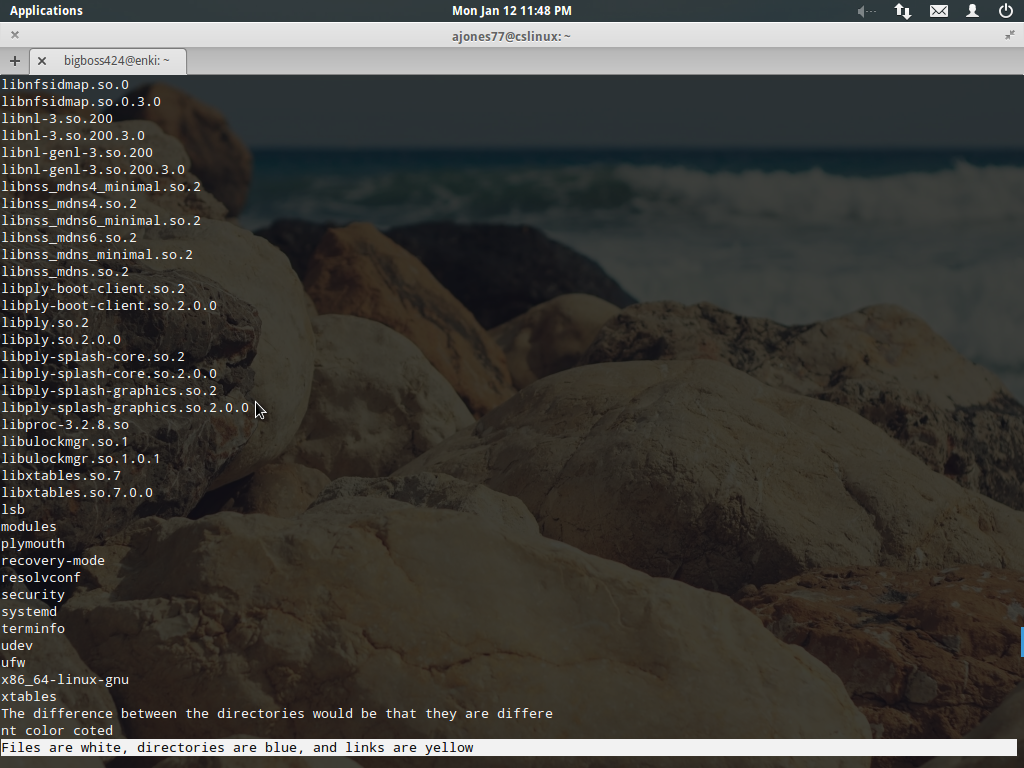 Applications
Mon Jan 12 11:48 PM
ajones77@cslinux: ~
bigboss424@enki: ~
libnfsidmap.so.0
libnfsidmap.so.0.3.0
libnl-3.so.200
libnl-3.so.200.3.0
libnl-genl-3.so.200
libnl-genl-3.so.200.3.0
libnss_mdns4_minimal.so.2
libnss_mdns4.so.2
libnss_mdns6_minimal.so.2
libnss_mdns6.so.2
libnss_mdns_minimal.so.2
libnss_mdns.so.2
libply-boot-client.so.2
libply-boot-client.so.2.0.0
libply.so.2
libply.so.2.0.0
libply-splash-core.so.2
libply-splash-core.so.2.0.0
libply-splash-graphics.so.2
libply-splash-graphics.so.2.0.0
libproc-3.2.8.so
libulockmgr.so.1
libulockmgr.so.1.0.1
libxtables.so.7
libxtables.so.7.0.0
lsb
modules
plymouth
recovery-mode
resolvconf
security
systemd
terminfo
udev
ufw
x86_64-linux-gnu
xtables
The difference between the directories would be that they are differe
nt color coted
Files are white, directories are blue, and links are yellow